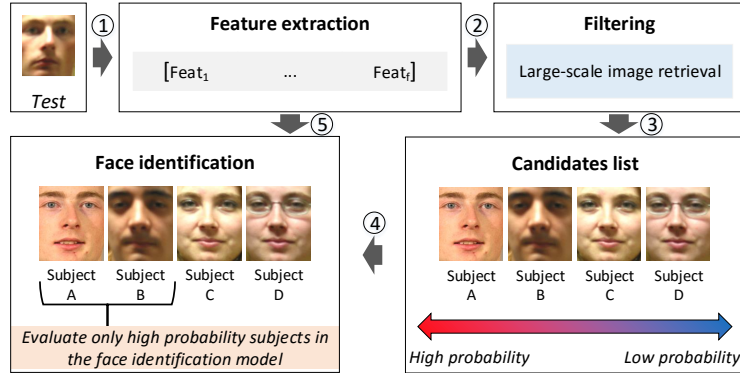 Test
①
Feature extraction
[Feat1 ... Featf]
②
Filtering
Large-scale image retrieval
③
Candidates list
Subject A
Subject B
Subject C
Subject D
High probability
Low probability
④
⑤
Face identification
Subject A
Subject B
Subject C
Subject D
Evaluate only high probability subjects in
the face identification model